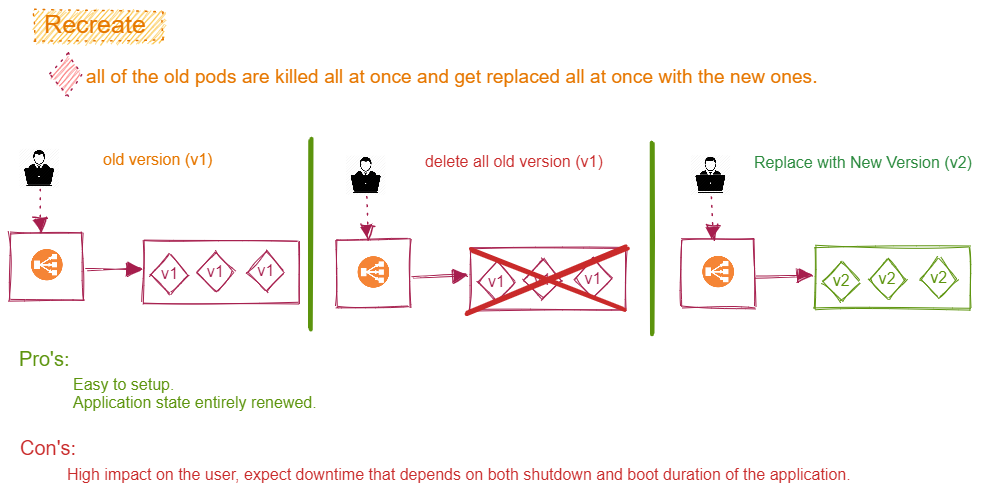 Recreate
all of the old pods are killed all at once and get replaced all at once with the new ones.
old version (v1)
delete all old version (v1)
Replace with New Version (v2)
v1 v1 v1
v1 v1 v1
v2 v2 v2
Pro's:
Easy to setup.
Application state entirely renewed.
Con's:
High impact on the user, expect downtime that depends on both shutdown and boot duration of the application.